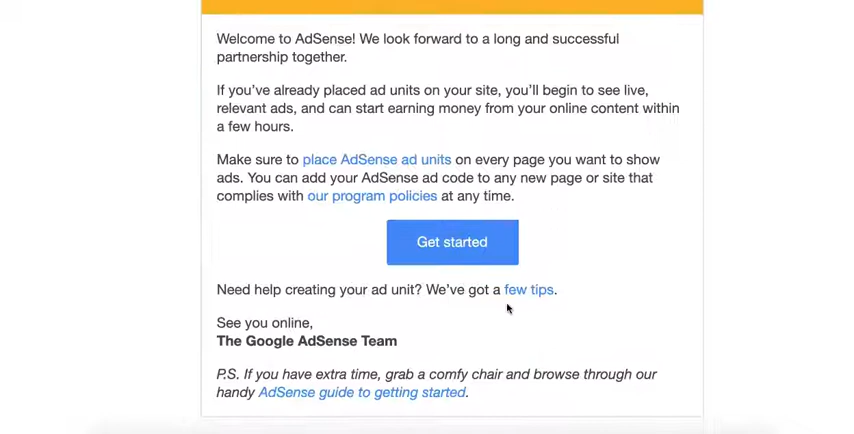 Welcome to AdSense! We look forward to a long and successful
partnership together.
If you’ve already placed ad units on your site, you’ll begin to see live,
relevant ads, and can start earning money from your online content within
a few hours.
Make sure to place AdSense ad units on every page you want to show
ads. You can add your AdSense ad code to any new page or site that
complies with our program policies at any time.
Get started
Need help creating your ad unit? We’ve got a few tips.
See you online,
The Google AdSense Team
P.S. If you have extra time, grab a comfy chair and browse through our
handy AdSense guide to getting started.